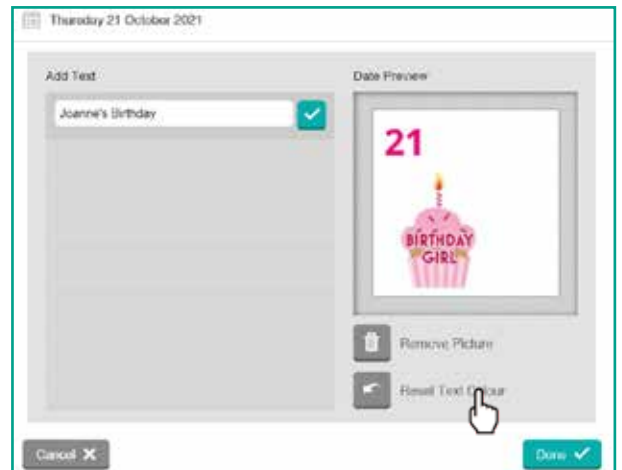 Thursday 21 October 2021
Add Text
Joanne's Birthday
Date Preview
21
BIRTHDAY
GIRL
Remove Picture
Reset Text Colour
Cancel
Done